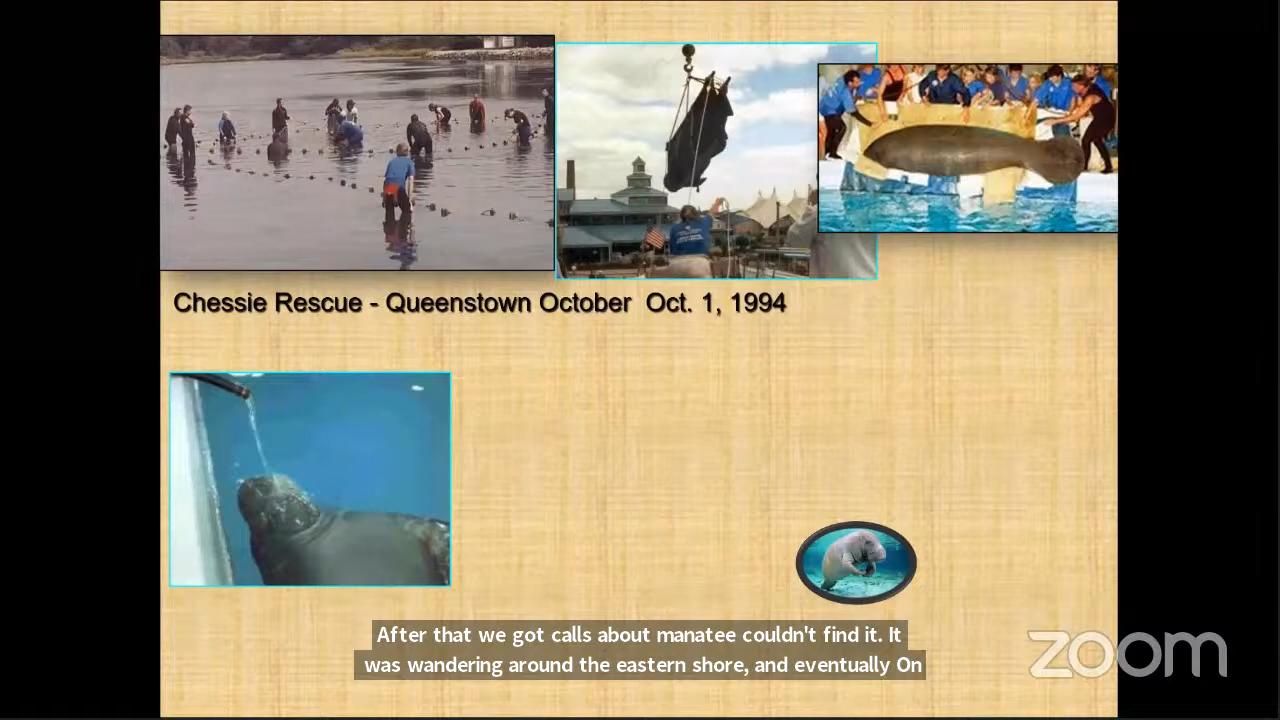 Chessie Rescue - Queenstown October Oct. 1, 1994
After that we got calls about manatee couldn't find it. It
was wandering around the eastern shore, and eventually On
zoom